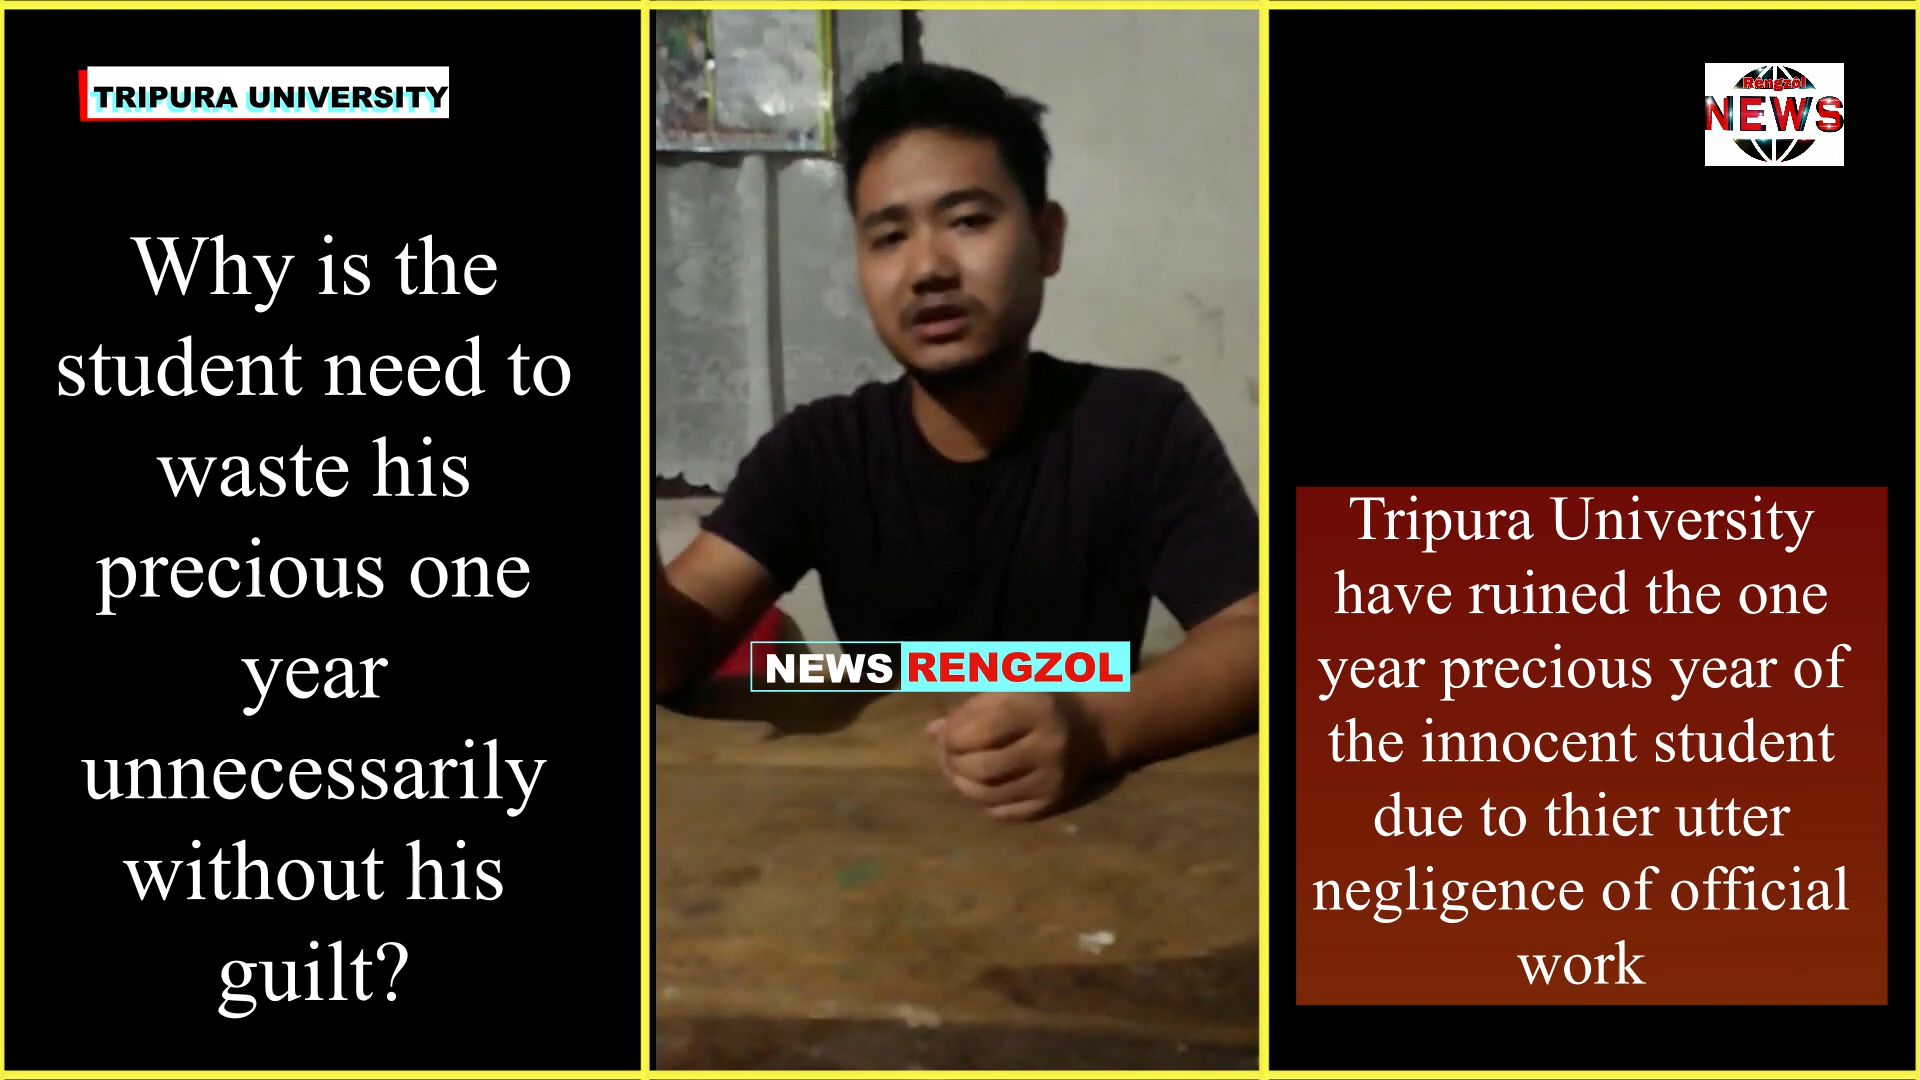 TRIPURA UNIVERSITY
Why is the
student need to
waste his
precious one
year
unnecessarily
without his
guilt?
NEWS RENGZOL
Rengzol
NEWS
Tripura University
have ruined the one
year precious year of
the innocent student
due to thier utter
negligence of official
work